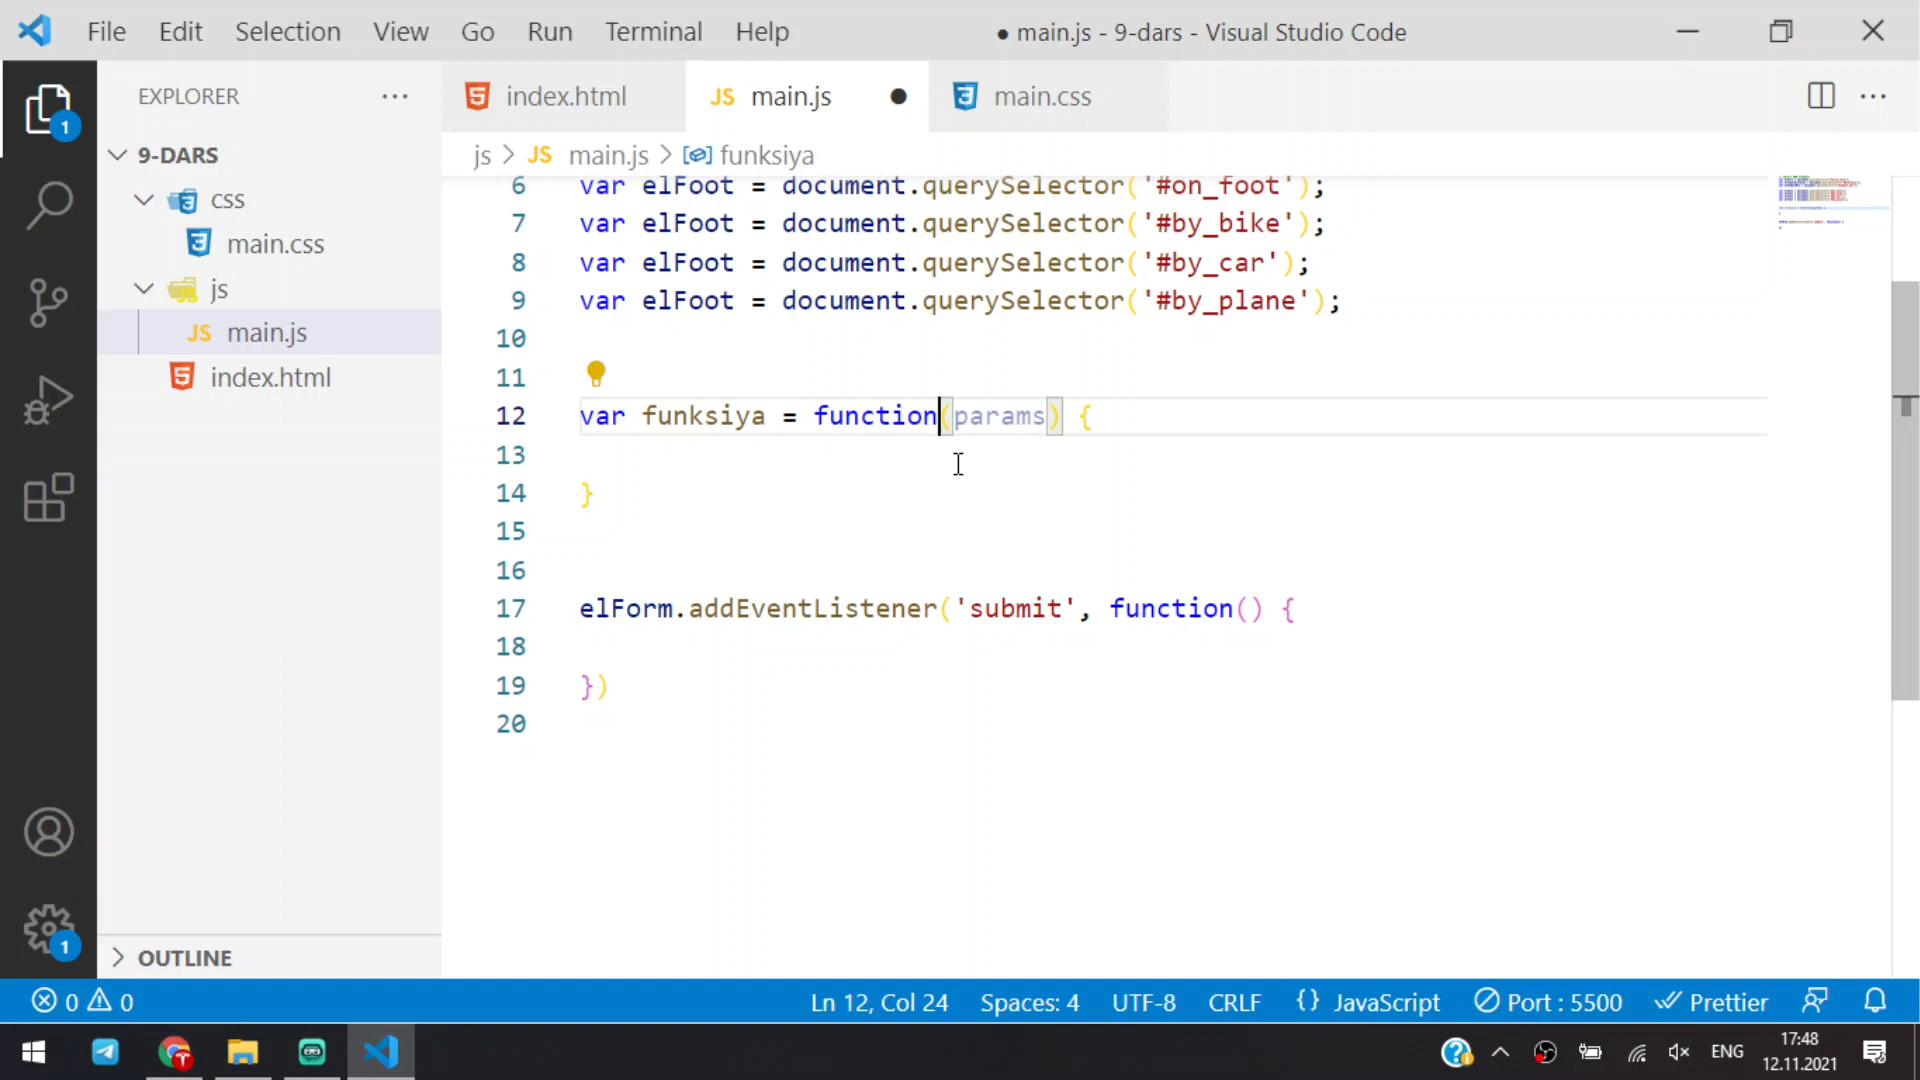 File Edit Selection View Go Run Terminal Help
● main.js - 9-dars - Visual Studio Code
EXPLORER
1
9-DARS
css
main.css
js
JS main.js
index.html
OUTLINE
1
index.html
JS main.js
main.css
js > JS main.js > funksiya
6 var elFoot = document.querySelector('#on_foot');
7 var elFoot = document.querySelector('#by_bike');
8 var elFoot = document.querySelector('#by_car');
9 var elFoot = document.querySelector('#by_plane');
10
11
12 var funksiya = function(params) {
13
14 }
15
16
17 elForm.addEventListener('submit', function() {
18
19 })
20
0 0
Ln 12, Col 24 Spaces: 4 UTF-8 CRLF {} JavaScript Port : 5500 Prettier
ENG
17:48
12.11.2021